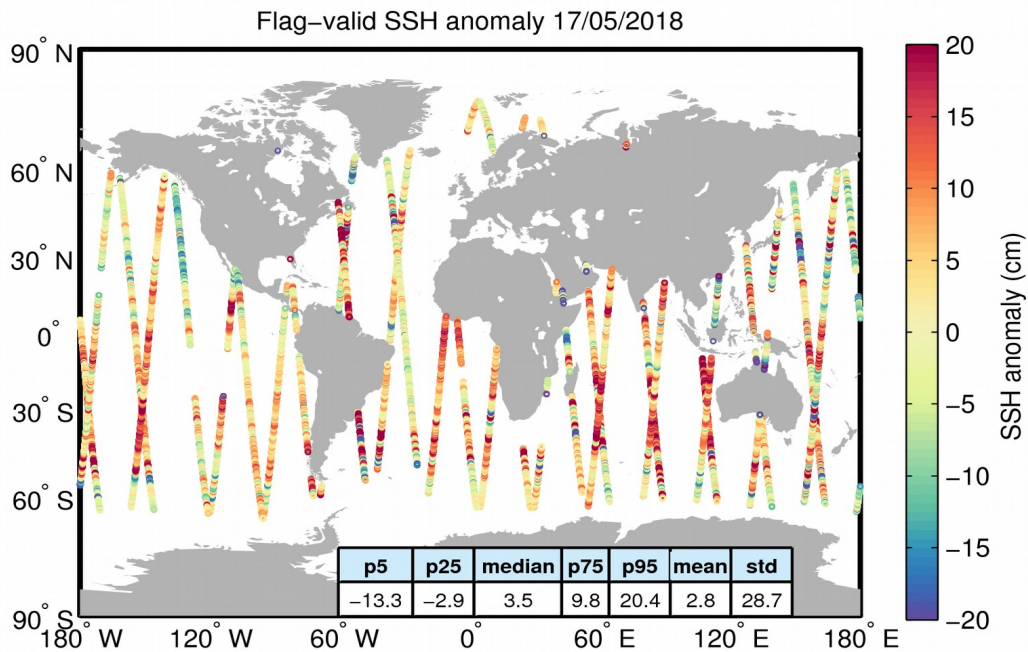 Flag−valid SSH anomaly 17/05/2018
90° N
60° N
30° N
0°
30° S
60° S
90° S
180° W 120° W 60° W 0° 60° E 120° E 180° E
p5 p25 median p75 p95 mean std
−13.3 −2.9 3.5 9.8 20.4 2.8 28.7
20
15
10
5
0
−5
−10
−15
−20
SSH anomaly (cm)